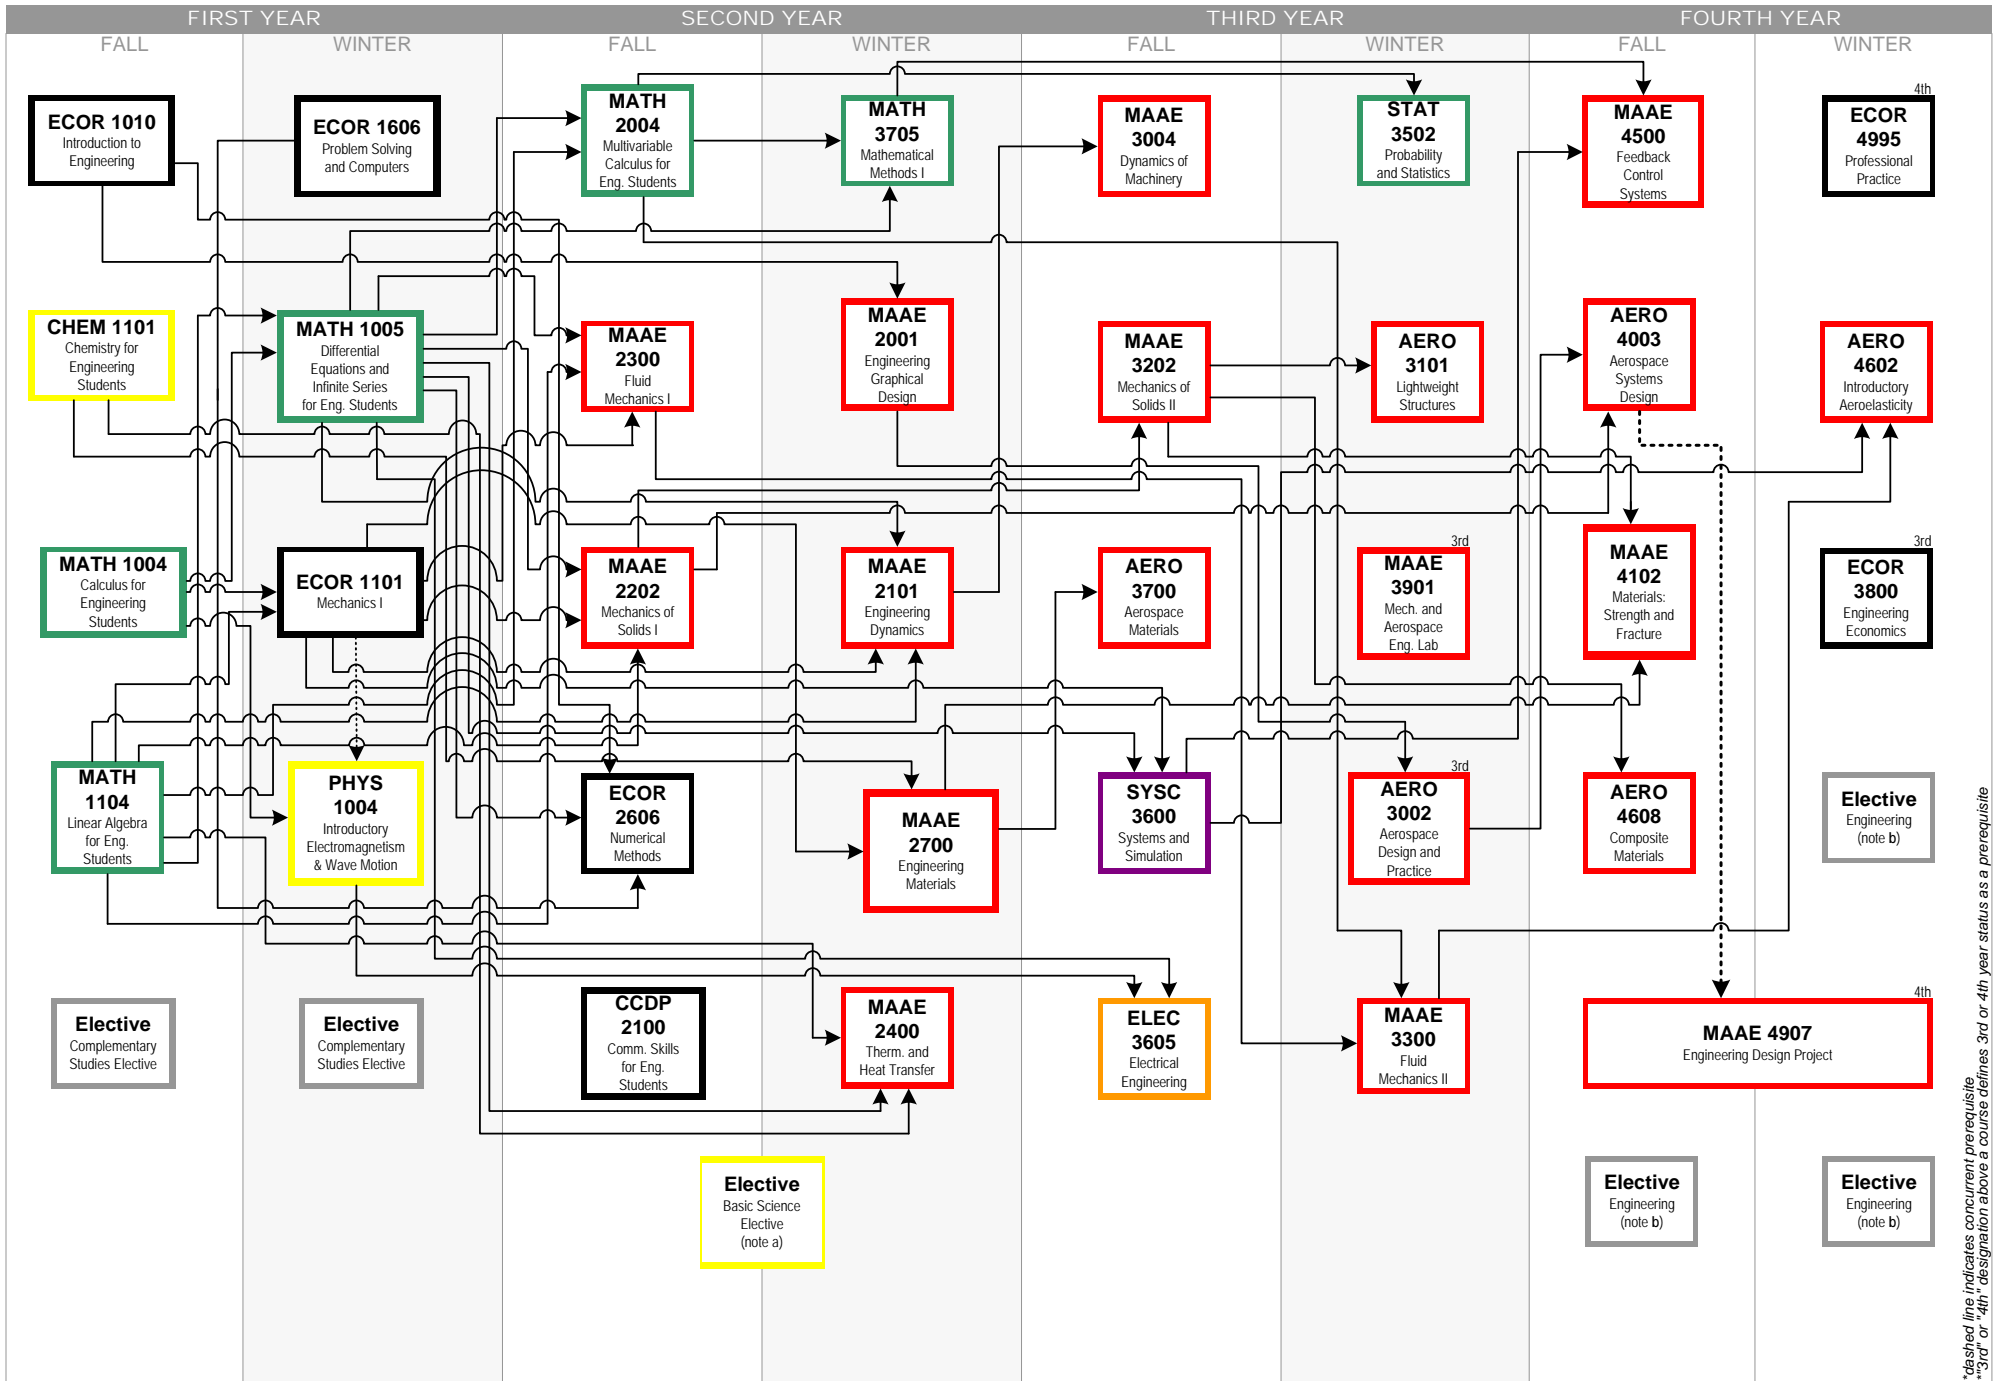 FIRST YEAR
SECOND YEAR
THIRD YEAR
FOURTH YEAR
FALL
WINTER
FALL
WINTER
FALL
WINTER
FALL
WINTER
ECOR 1010
Introduction to
Engineering
ECOR 1606
Problem Solving
and Computers
MATH
2004
Multivariable
Calculus for
Eng. Students
MATH
3705
Mathematical
Methods I
MAAE
3004
Dynamics of
Machinery
STAT
3502
Probability
and Statistics
MAAE
4500
Feedback
Control
Systems
4th
ECOR
4995
Professional
Practice
CHEM 1101
Chemistry for
Engineering
Students
MATH 1005
Differential
Equations and
Infinite Series
for Eng. Students
MAAE
2300
Fluid
Mechanics I
MAAE
2001
Engineering
Graphical
Design
MAAE
3202
Mechanics of
Solids II
AERO
3101
Lightweight
Structures
AERO
4003
Aerospace
Systems
Design
AERO
4602
Introductory
Aeroelasticity
MATH 1004
Calculus for
Engineering
Students
ECOR 1101
Mechanics I
MAAE
2202
Mechanics of
Solids I
MAAE
2101
Engineering
Dynamics
AERO
3700
Aerospace
Materials
3rd
MAAE
3901
Mech. and
Aerospace
Eng. Lab
MAAE
4102
Materials:
Strength and
Fracture
3rd
ECOR
3800
Engineering
Economics
MATH
1104
Linear Algebra
for Eng.
Students
PHYS
1004
Introductory
Electromagnetism
& Wave Motion
ECOR
2606
Numerical
Methods
MAAE
2700
Engineering
Materials
SYSC
3600
Systems and
Simulation
3rd
AERO
3002
Aerospace
Design and
Practice
AERO
4608
Composite
Materials
Elective
Engineering
(note b)
Elective
Complementary
Studies Elective
Elective
Complementary
Studies Elective
CCDP
2100
Comm. Skills
for Eng.
Students
MAAE
2400
Therm. and
Heat Transfer
ELEC
3605
Electrical
Engineering
MAAE
3300
Fluid
Mechanics II
4th
MAAE 4907
Engineering Design Project
Elective
Basic Science
Elective
(note a)
Elective
Engineering
(note b)
Elective
Engineering
(note b)
*dashed line indicates concurrent prerequisite
*"3rd" or "4th" designation above a course defines 3rd or 4th year status as a prerequisite